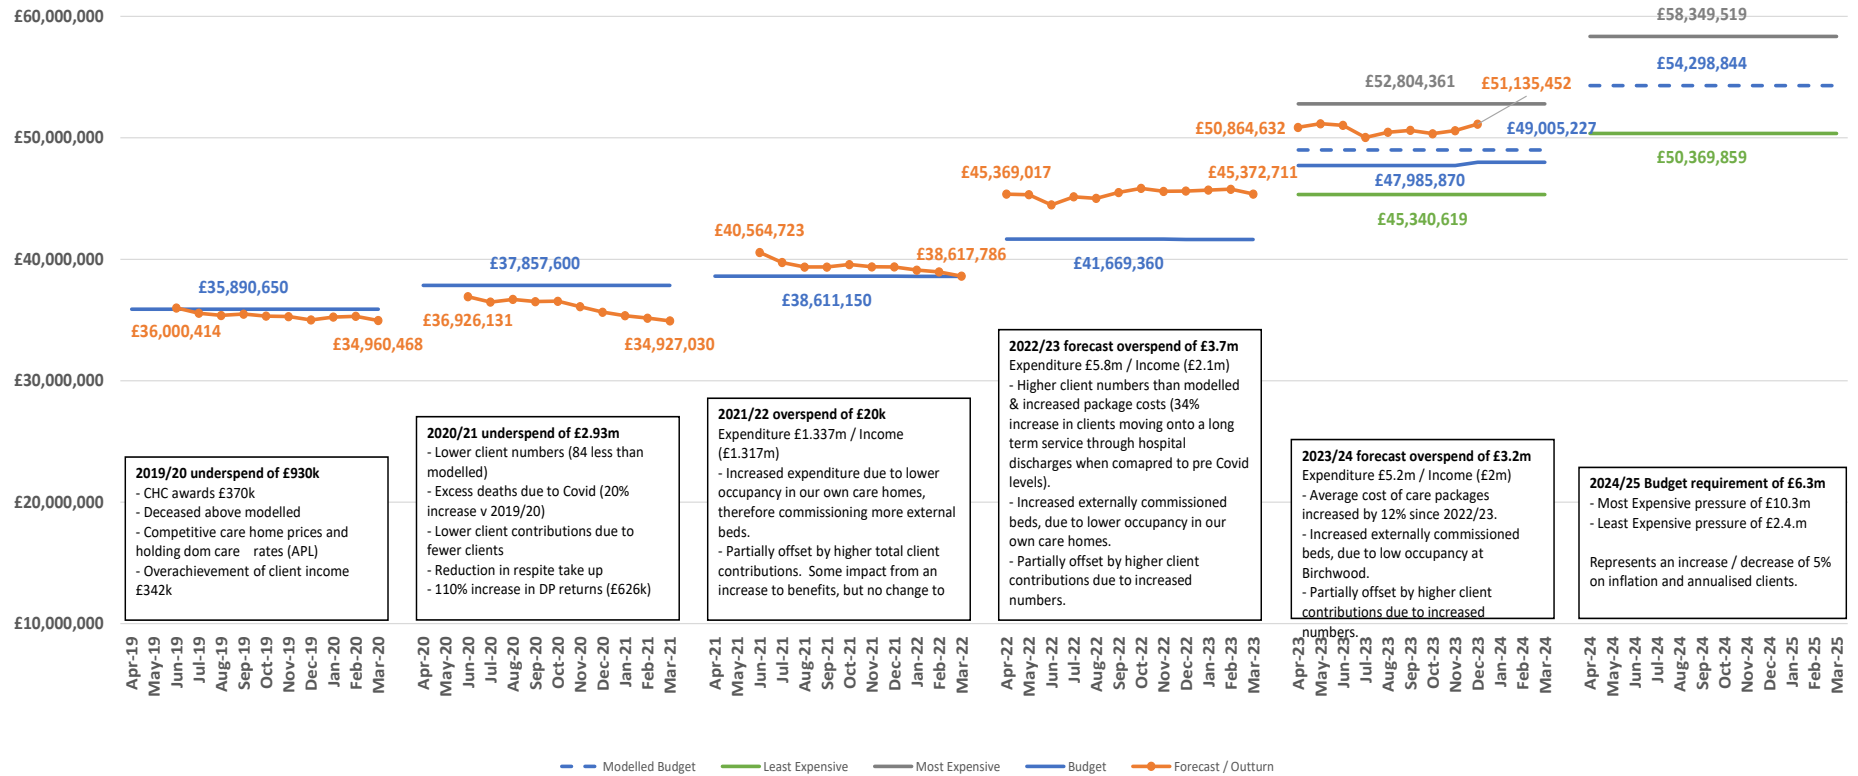 £60,000,000
£50,000,000
£40,000,000
£30,000,000
£20,000,000
£10,000,000
£35,890,650
£36,000,414
£34,960,468
£37,857,600
£36,926,131
£34,927,030
£40,564,723
£38,617,786
£38,611,150
£45,369,017
£45,372,711
£41,669,360
£52,804,361
£51,135,452
£50,864,632
£49,005,227
£47,985,870
£45,340,619
£58,349,519
£54,298,844
£50,369,859
2019/20 underspend of £930k
- CHC awards £370k
- Deceased above modelled
- Competitive care home prices and
holding dom care rates (APL)
- Overachievement of client income
£342k
2020/21 underspend of £2.93m
- Lower client numbers (84 less than
modelled)
- Excess deaths due to Covid (20%
increase v 2019/20)
- Lower client contributions due to
fewer clients
- Reduction in respite take up
- 110% increase in DP returns (£626k)
2021/22 overspend of £20k
Expenditure £1.337m / Income
(£1.317m)
- Increased expenditure due to lower
occupancy in our own care homes,
therefore commissioning more external
beds.
- Partially offset by higher total client
contributions. Some impact from an
increase to benefits, but no change to
2022/23 forecast overspend of £3.7m
Expenditure £5.8m / Income (£2.1m)
- Higher client numbers than modelled
& increased package costs (34%
increase in clients moving onto a long
term service through hospital
discharges when comapred to pre Covid
levels).
- Increased externally commissioned
beds, due to lower occupation in our
own care homes.
- Partially offset by higher client
contributions due to increased
numbers.
2023/24 forecast overspend of £3.2m
Expenditure £5.2m / Income (£2m)
- Average cost of care packages
increased by 12% since 2022/23.
- Increased externally commissioned
beds, due to low occupancy at
Birchwood.
- Partially offset by higher client
contributions due to increased
numbers.
2024/25 Budget requirement of £6.3m
- Most Expensive pressure of £10.3m
- Least Expensive pressure of £2.4.m
Represents an increase / decrease of 5%
on inflation and annualised clients.
Apr-19
May-19
Jun-19
Jul-19
Aug-19
Sep-19
Oct-19
Nov-19
Dec-19
Jan-20
Feb-20
Mar-20
Apr-20
May-20
Jun-20
Jul-20
Aug-20
Sep-20
Oct-20
Nov-20
Dec-20
Jan-21
Feb-21
Mar-21
Apr-21
May-21
Jun-21
Jul-21
Aug-21
Sep-21
Oct-21
Nov-21
Dec-21
Jan-22
Feb-22
Mar-22
Apr-22
May-22
Jun-22
Jul-22
Aug-22
Sep-22
Oct-22
Nov-22
Dec-22
Jan-23
Feb-23
Mar-23
Apr-23
May-23
Jun-23
Jul-23
Aug-23
Sep-23
Oct-23
Nov-23
Dec-23
Jan-24
Feb-24
Mar-24
Apr-24
May-24
Jun-24
Jul-24
Aug-24
Sep-24
Oct-24
Nov-24
Dec-24
Jan-25
Feb-25
Mar-25
Modelled Budget
Least Expensive
Most Expensive
Budget
Forecast / Outturn